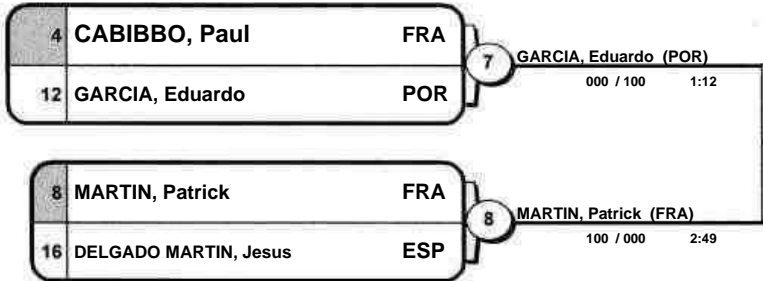 4 CABIBBO, Paul FRA
7 GARCIA, Eduardo (POR)
000 / 100 1:12
12 GARCIA, Eduardo POR
8 MARTIN, Patrick FRA
8 MARTIN, Patrick (FRA)
100 / 000 2:49
16 DELGADO MARTIN, Jesus ESP